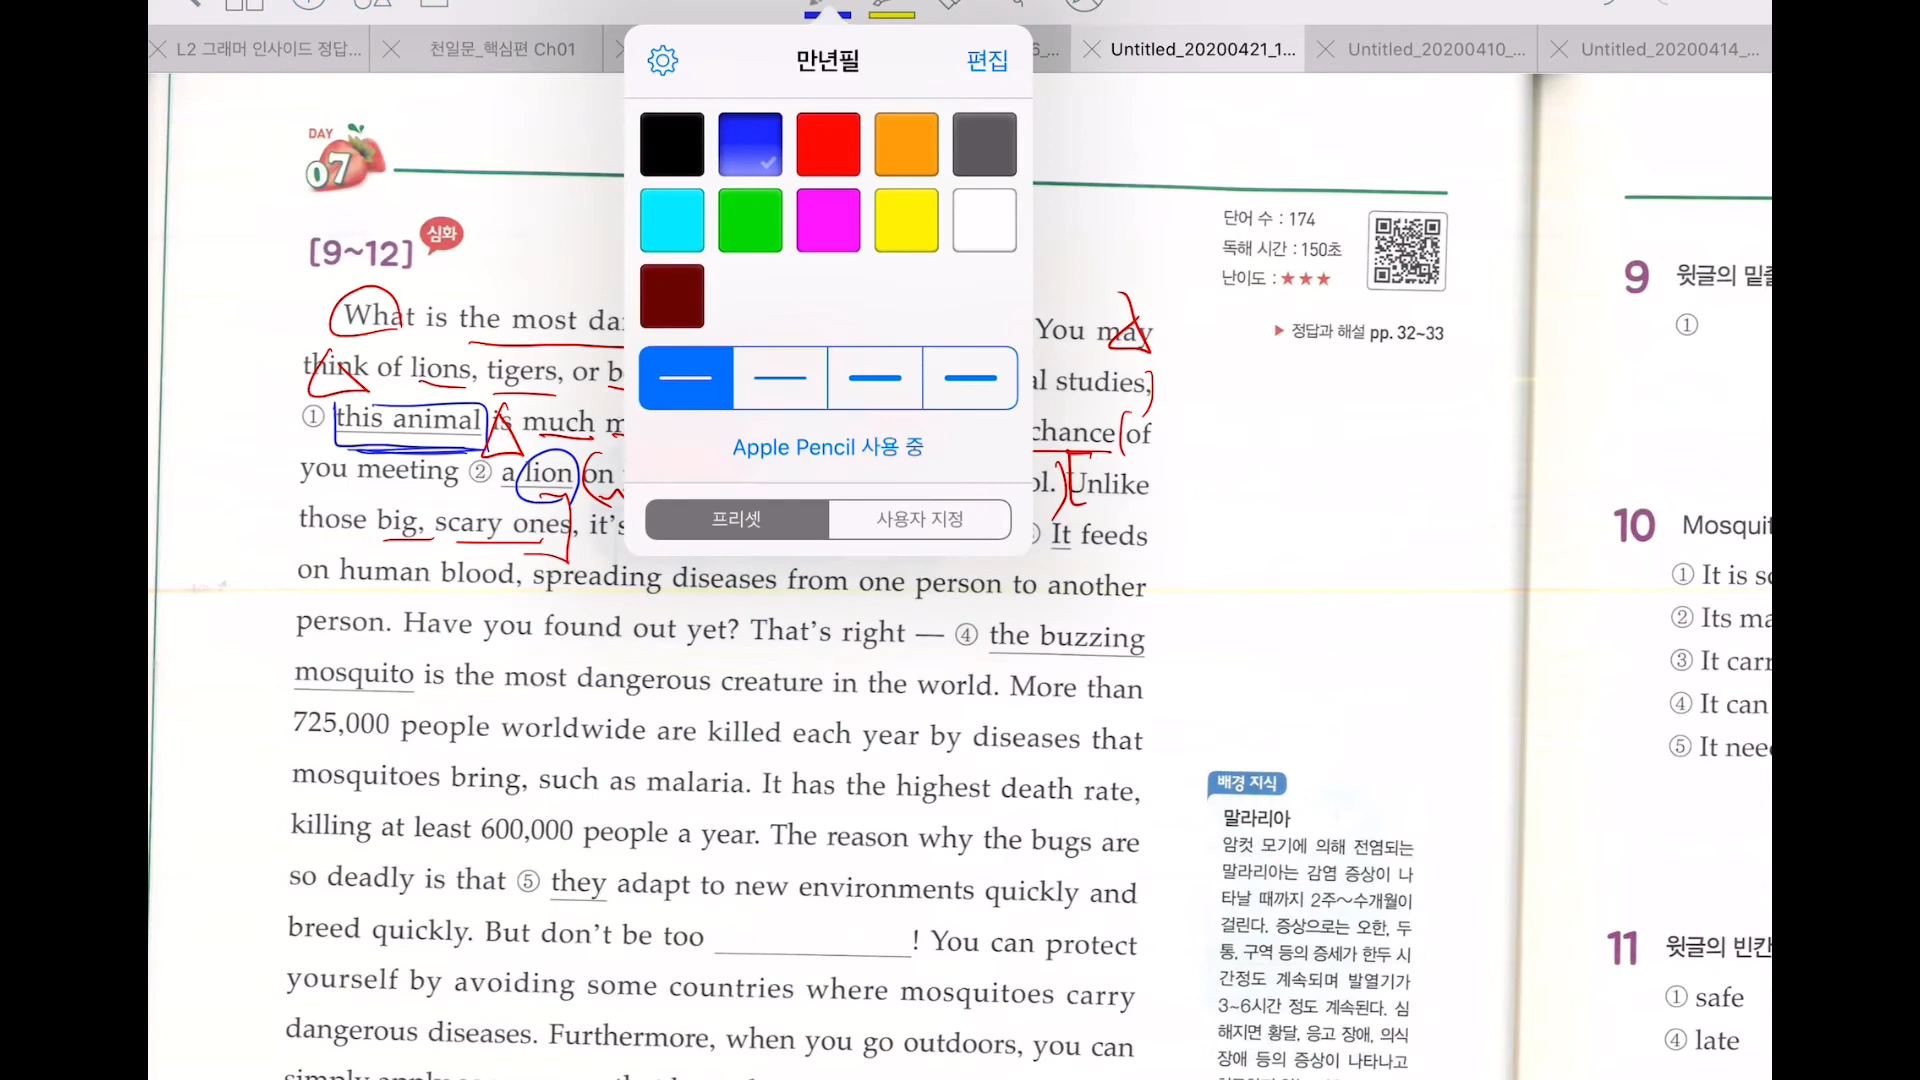 L2 그래머 인사이드 정답...
천일문_핵심편 Ch01
6_...
Untitled_20200421_1...
Untitled_20200410_...
Untitled_20200414_...
만년필
편집
Apple Pencil 사용 중
프리셋
사용자 지정
DAY
07
[9~12]
심화
단어 수 : 174
독해 시간 : 150초
난이도 : ★★★
▶ 정답과 해설 pp. 32~33
What is the most da You may
think of lions, tigers, or b al studies,
① this animal is much m chance of
you meeting ② a lion on ol. Unlike
those big, scary ones, it's It feeds
on human blood, spreading diseases from one person to another
person. Have you found out yet? That's right — ④ the buzzing
mosquito is the most dangerous creature in the world. More than
725,000 people worldwide are killed each year by diseases that
mosquitoes bring, such as malaria. It has the highest death rate,
killing at least 600,000 people a year. The reason why the bugs are
so deadly is that ⑤ they adapt to new environments quickly and
breed quickly. But don't be too ____________ ! You can protect
yourself by avoiding some countries where mosquitoes carry
dangerous diseases. Furthermore, when you go outdoors, you can
배경 지식
말라리아
암컷 모기에 의해 전염되는
말라리아는 감염 증상이 나
타날 때까지 2주~수개월이
걸린다. 증상으로는 오한, 두
통, 구역 등의 증세가 한두 시
간정도 계속되며 발열기가
3~6시간 정도 계속된다. 심
해지면 황달, 응고 장애, 의식
장애 등의 증상이 나타나고
9 윗글의 밑줄
①
10 Mosquit
① It is so
② Its ma
③ It carr
④ It can
⑤ It nee
11 윗글의 빈칸
① safe
④ late